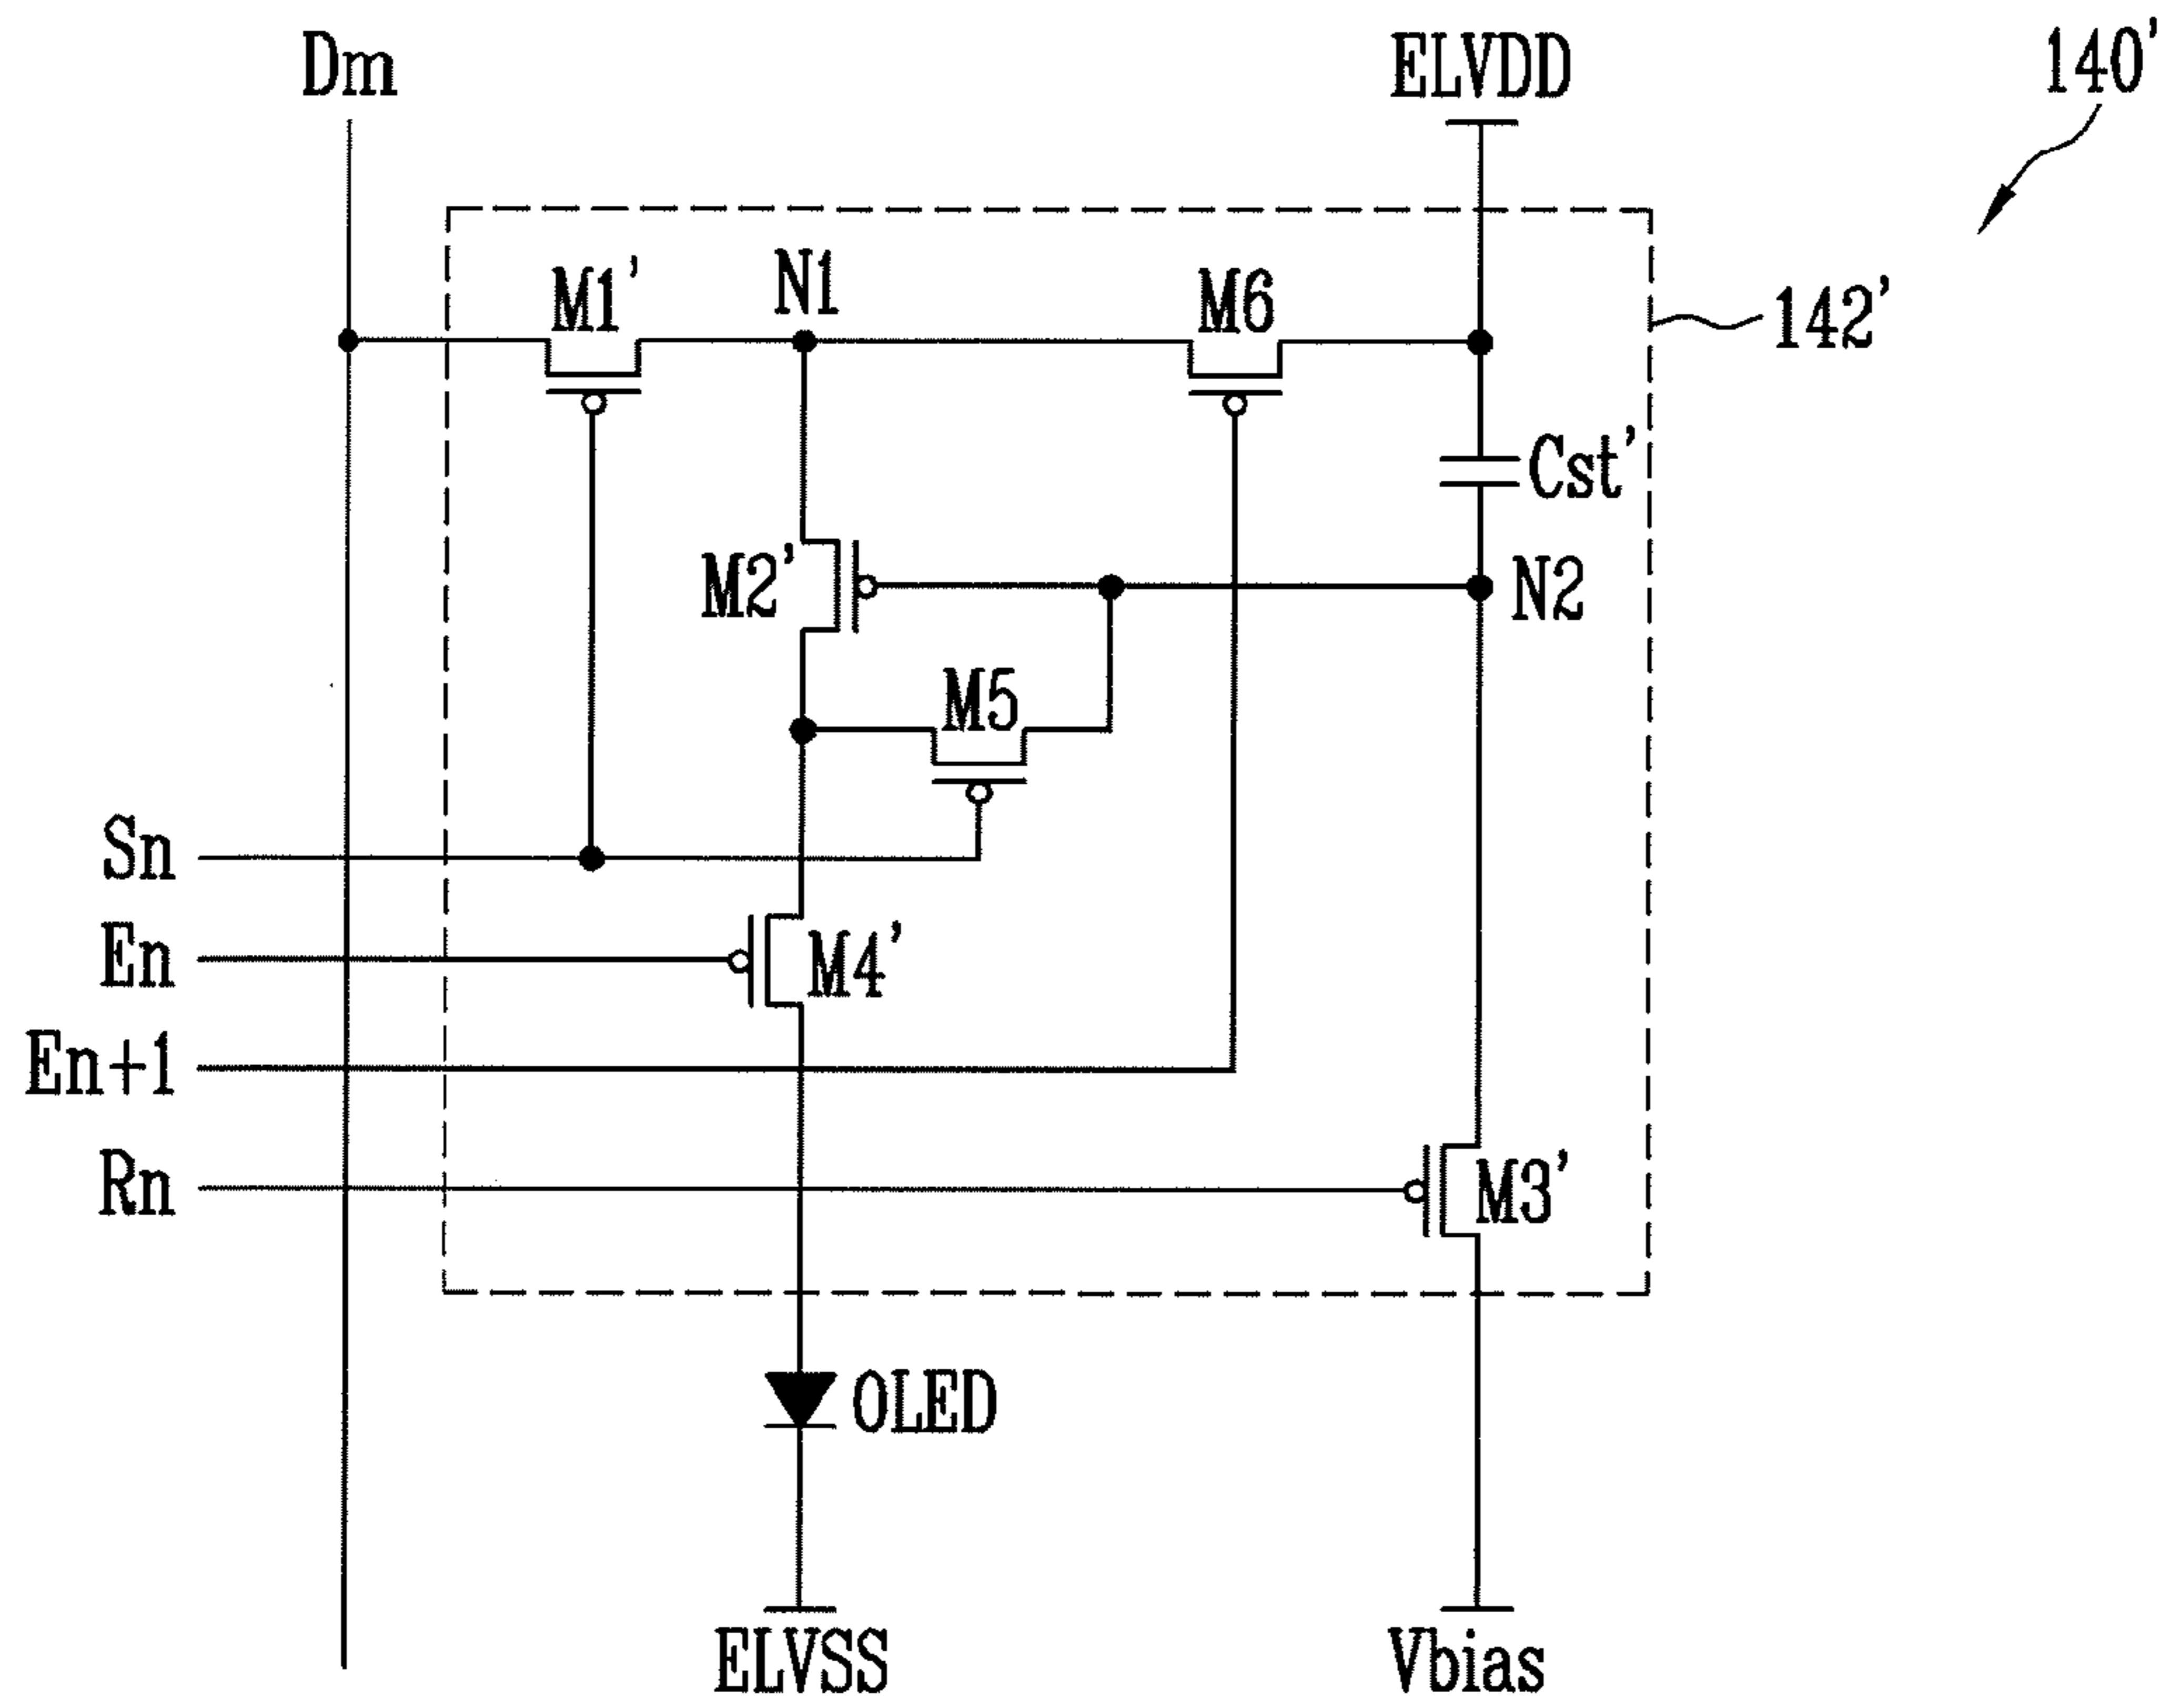 Dm
ELVDD
140'
M1'
N1
M6
142'
Cst'
M2'
N2
M5
Sn
En
M4'
En+1
Rn
M3'
OLED
ELVSS
Vbias